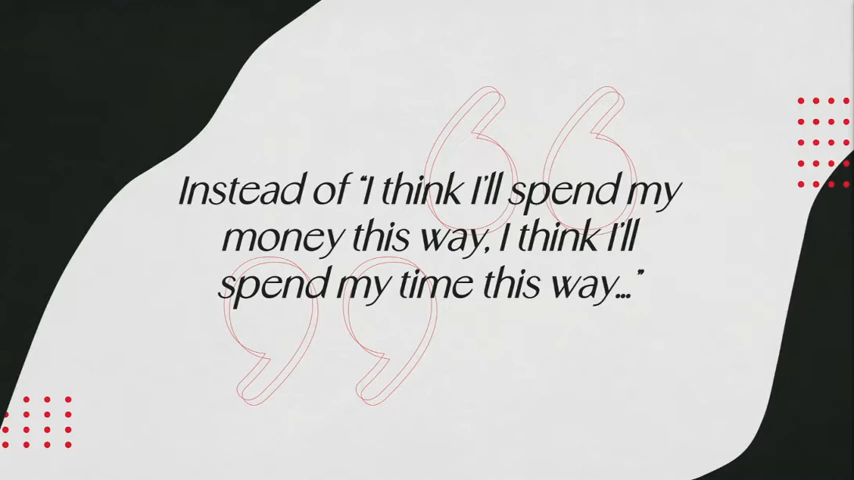 Instead of “I think I’ll spend my
money this way, I think I’ll
spend my time this way...”